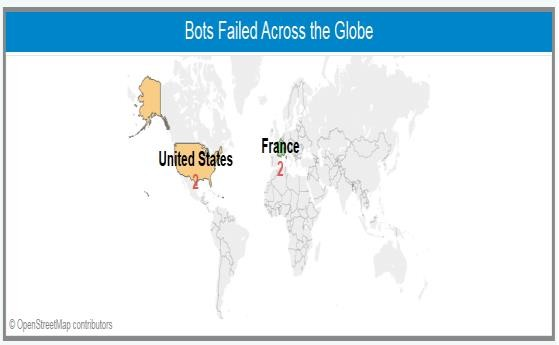 Bots Failed Across the Globe
United States
2
France
2
© OpenStreetMap contributors